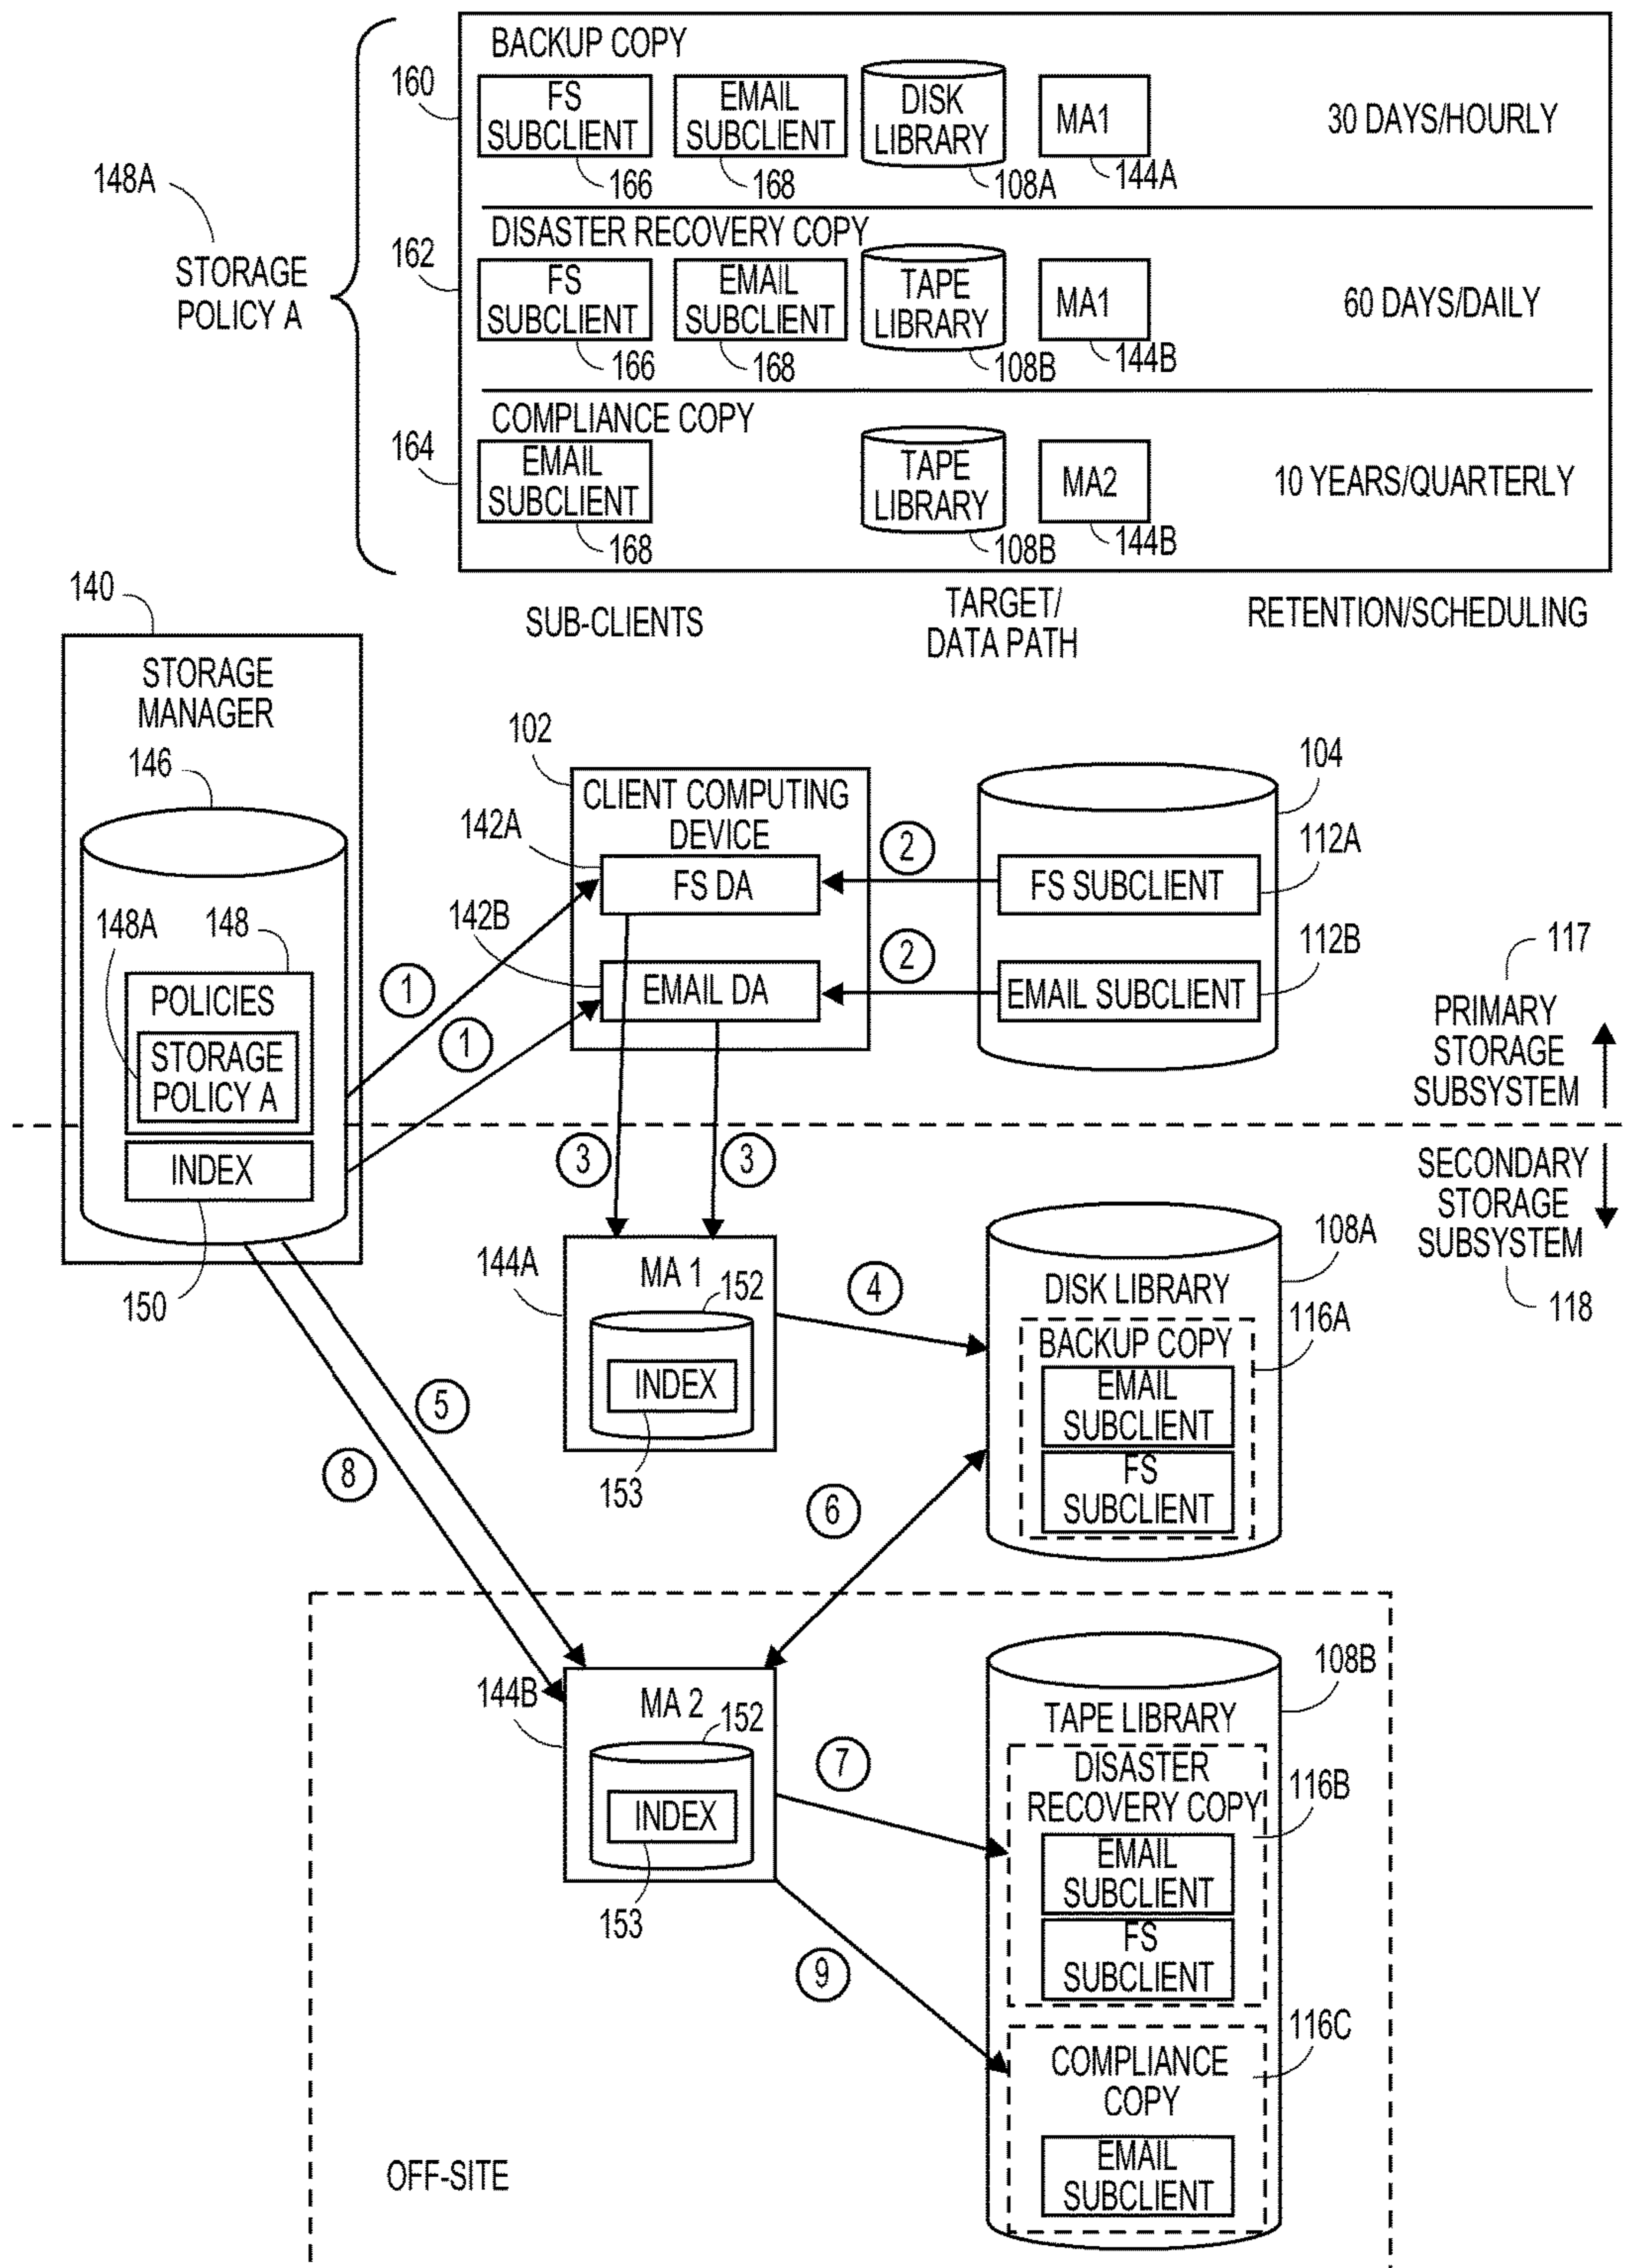 BACKUP COPY
160
FS
SUBCLIENT
166
EMAIL
SUBCLIENT
168
DISK
LIBRARY
108A
MA1
144A
30 DAYS/HOURLY
148A
STORAGE
POLICY A
DISASTER RECOVERY COPY
162
FS
SUBCLIENT
166
EMAIL
SUBCLIENT
168
TAPE
LIBRARY
108B
MA1
144B
60 DAYS/DAILY
COMPLIANCE COPY
164
EMAIL
SUBCLIENT
168
TAPE
LIBRARY
108B
MA2
144B
10 YEARS/QUARTERLY
SUB-CLIENTS
TARGET/
DATA PATH
RETENTION/SCHEDULING
140
STORAGE
MANAGER
146
148A
148
POLICIES
STORAGE
POLICY A
INDEX
150
1
1
102
CLIENT COMPUTING
DEVICE
142A
FS DA
142B
EMAIL DA
2
2
104
FS SUBCLIENT
112A
EMAIL SUBCLIENT
112B
117
PRIMARY
STORAGE
SUBSYSTEM
SECONDARY
STORAGE
SUBSYSTEM
118
3
3
144A
MA 1
152
INDEX
153
4
108A
DISK LIBRARY
BACKUP COPY
116A
EMAIL
SUBCLIENT
FS
SUBCLIENT
5
8
6
144B
MA 2
152
INDEX
153
7
9
108B
TAPE LIBRARY
DISASTER
RECOVERY COPY
116B
EMAIL
SUBCLIENT
FS
SUBCLIENT
116C
COMPLIANCE
COPY
EMAIL
SUBCLIENT
OFF-SITE